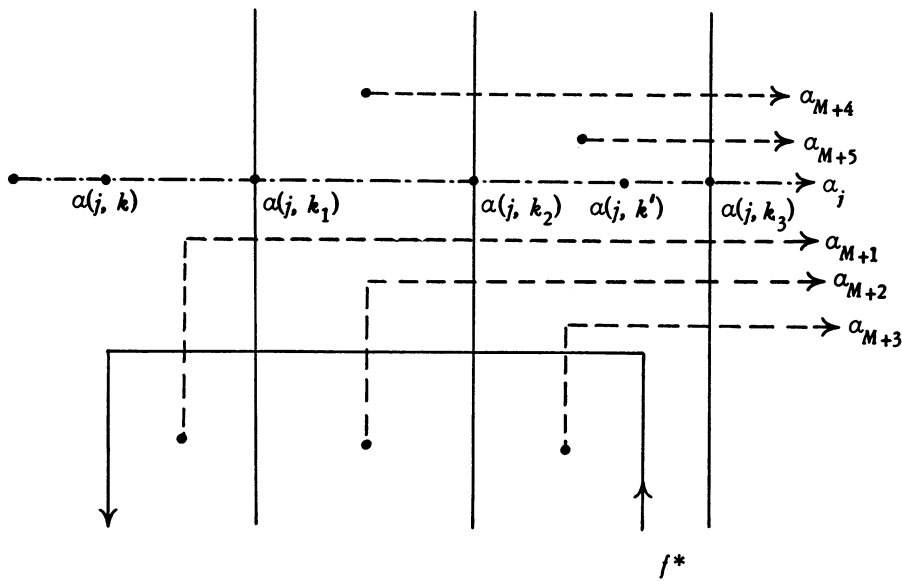 α_{M+4}
α_{M+5}
α_j
α(j, k) α(j, k_1) α(j, k_2) α(j, k') α(j, k_3)
α_{M+1}
α_{M+2}
α_{M+3}
f*